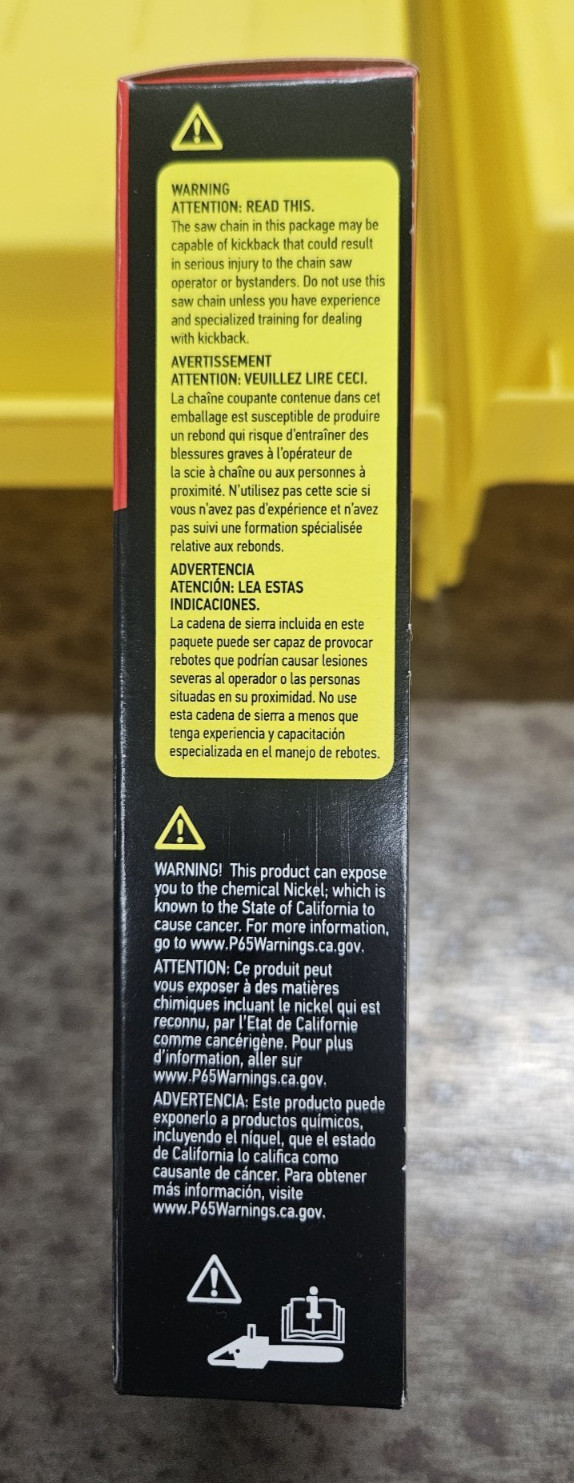 WARNING
ATTENTION: READ THIS.
The saw chain in this package may be
capable of kickback that could result
in serious injury to the chain saw
operator or bystanders. Do not use this
saw chain unless you have experience
and specialized training for dealing
with kickback.
AVERTISSEMENT
ATTENTION: VEUILLEZ LIRE CECI.
La chaîne coupante contenue dans cet
emballage est susceptible de produire
un rebond qui risque d'entraîner des
blessures graves à l'opérateur de
la scie à chaîne ou aux personnes à
proximité. N'utilisez pas cette scie si
vous n'avez pas d'expérience et n'avez
pas suivi une formation spécialisée
relative aux rebonds.
ADVERTENCIA
ATENCIÓN: LEA ESTAS
INDICACIONES.
La cadena de sierra incluida en este
paquete puede ser capaz de provocar
rebotes que podrían causar lesiones
severas al operador o las personas
situadas en su proximidad. No use
esta cadena de sierra a menos que
tenga experiencia y capacitación
especializada en el manejo de rebotes.
WARNING! This product can expose
you to the chemical Nickel; which is
known to the State of California to
cause cancer. For more information,
go to www.P65Warnings.ca.gov.
ATTENTION: Ce produit peut
vous exposer à des matières
chimiques incluant le nickel qui est
reconnu, par l'Etat de Californie
comme cancérigène. Pour plus
d'information, aller sur
www.P65Warnings.ca.gov.
ADVERTENCIA: Este producto puede
exponerlo a productos químicos,
incluyendo el níquel, que el estado
de California lo califica como
causante de cáncer. Para obtener
más información, visite
www.P65Warnings.ca.gov.